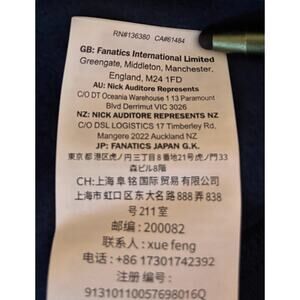 RN#136380 CA#61484
GB: Fanatics International Limited
Greengate, Middleton, Manchester.
England, M24 1FD
AU: Nick Auditore Represents
C/O DT Oceania Warehouse 1 13 Paramount
Blvd Derrimut VIC 3026
NZ: NICK AUDITORE REPRESENTS NZ
C/O DSL LOGISTICS 17 Timberley Rd,
Mangere 2022 Auckland NZ
JP: FANATICS JAPAN G.K.
東京都港区虎ノ門三丁目8番地21号虎ノ門33
森ビル8階
CH:上海阜铭国际贸易有限公司
上海市虹口区东大名路888弄838
号211室
邮编：200082
联系人：xue feng
电话：+86 17301742392
注册编号：
91310110057698016Q